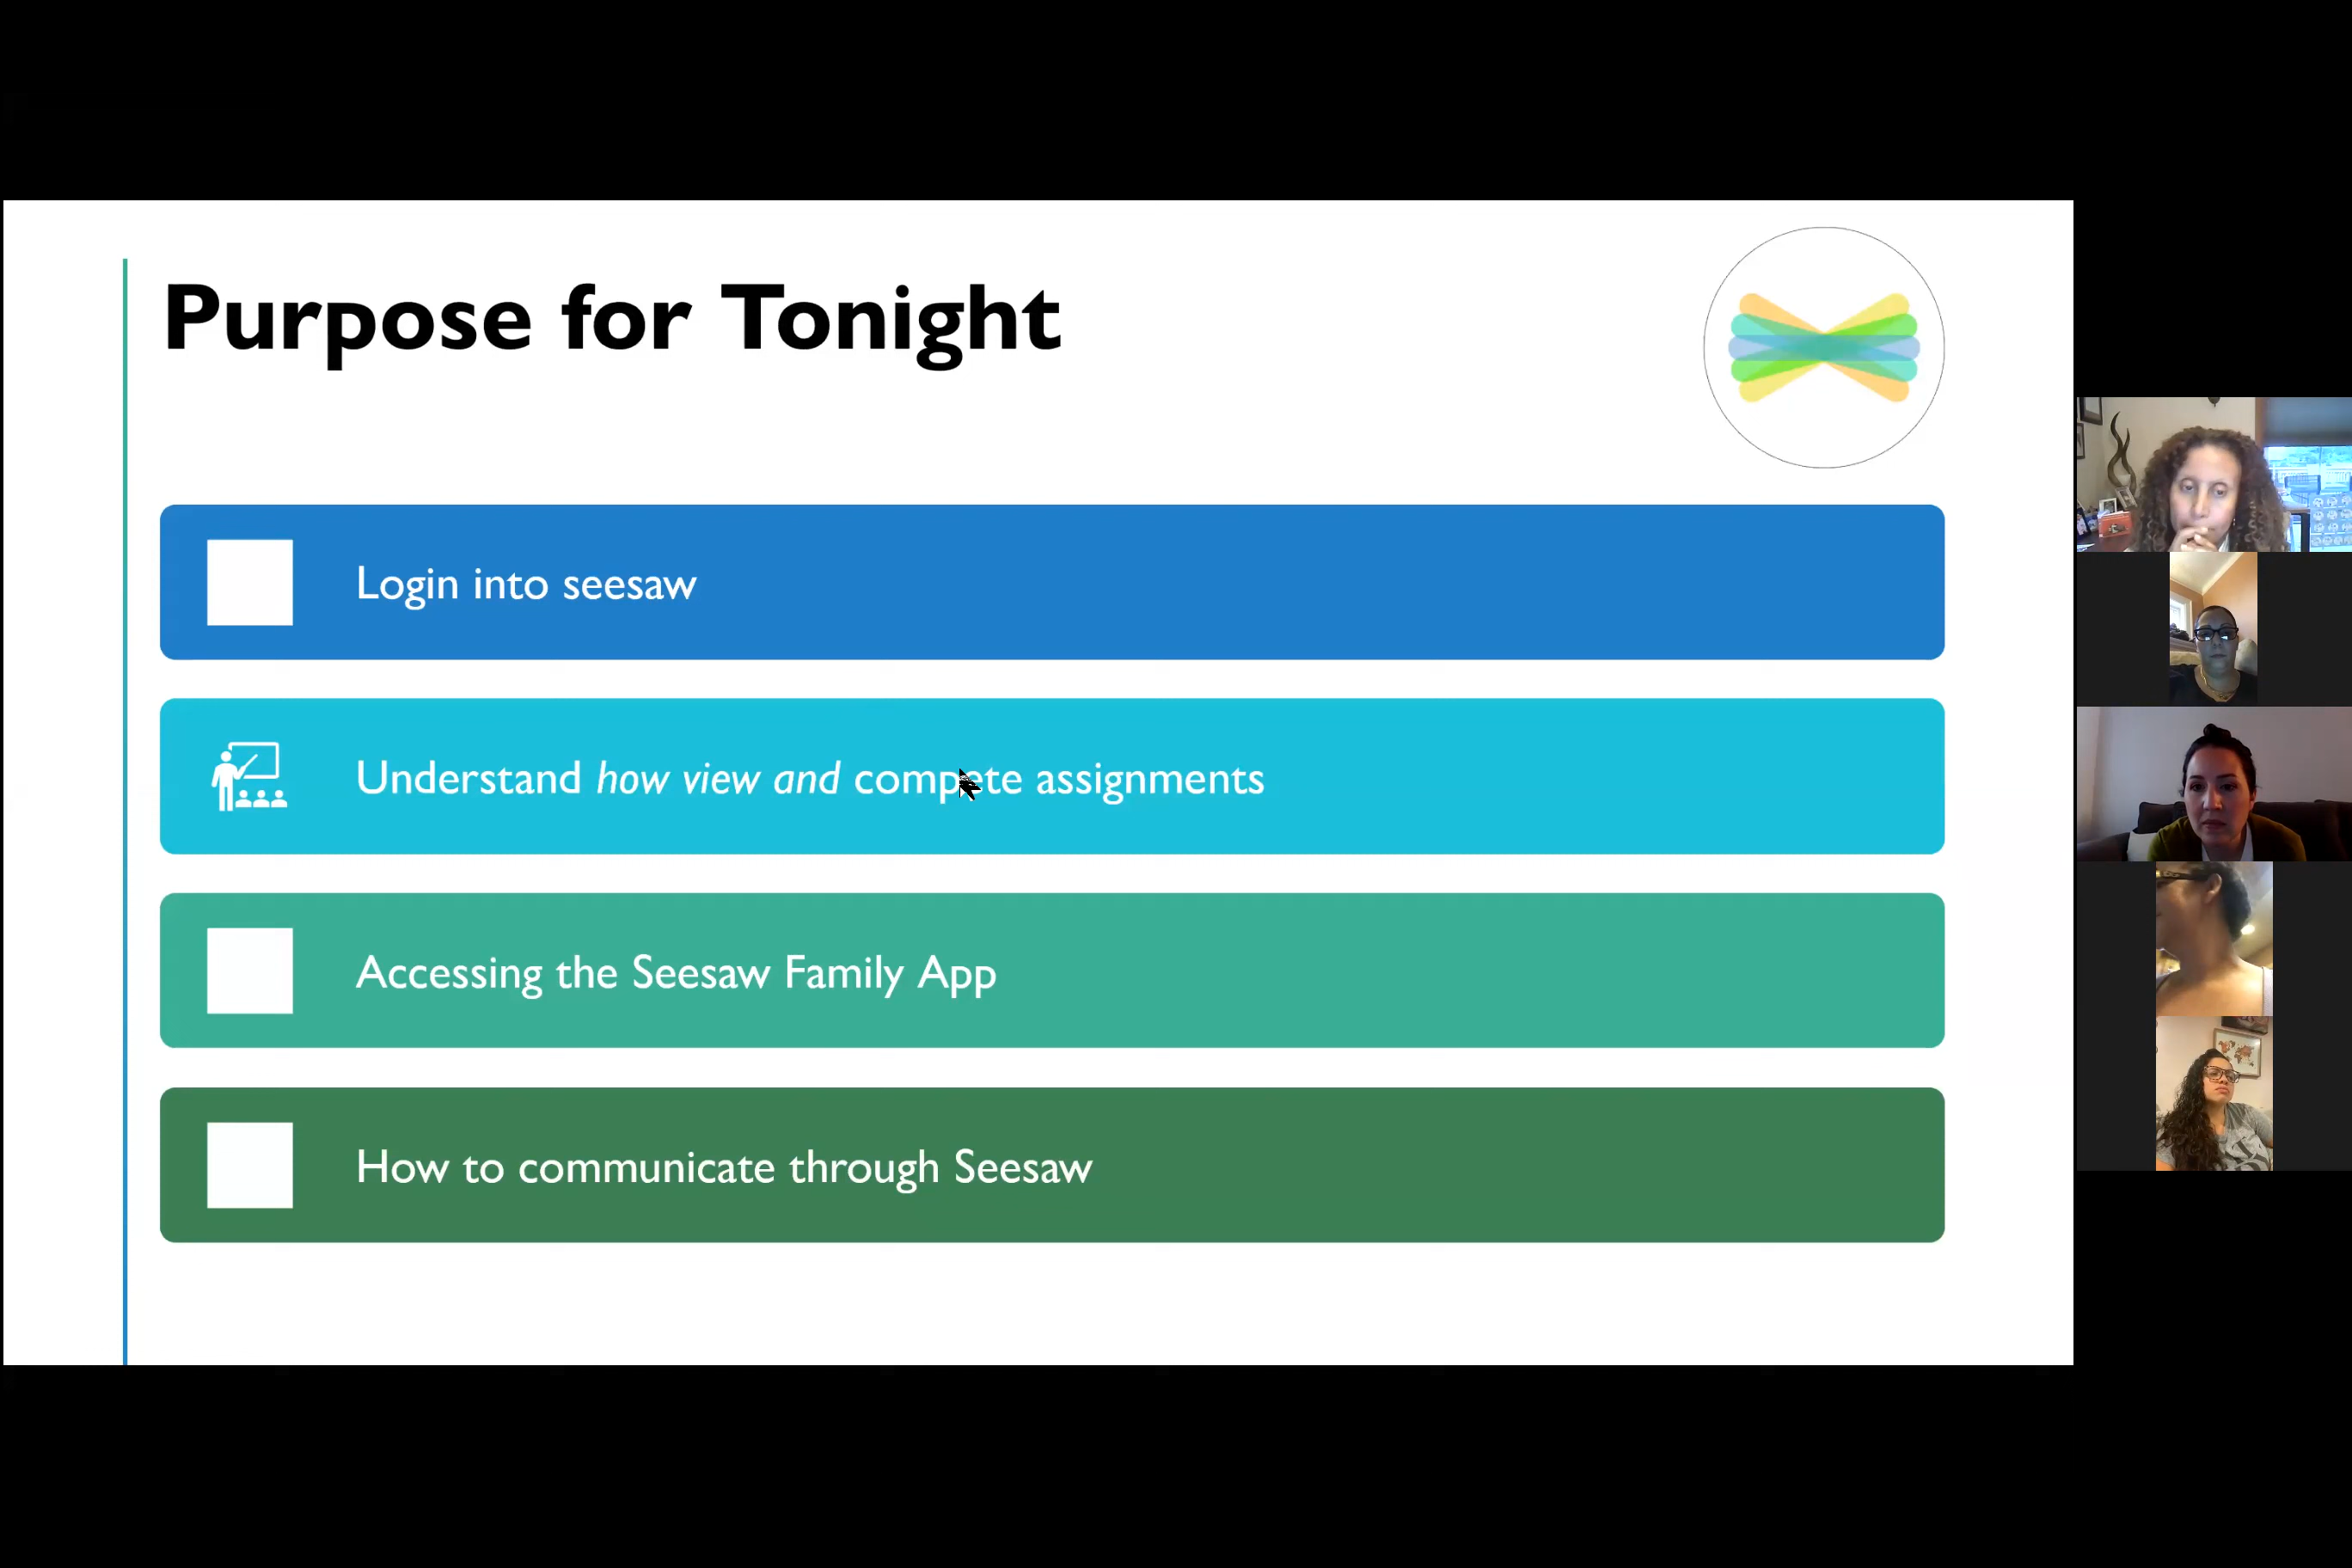 Purpose for Tonight
Login into seesaw
Understand how view and compete assignments
Accessing the Seesaw Family App
How to communicate through Seesaw